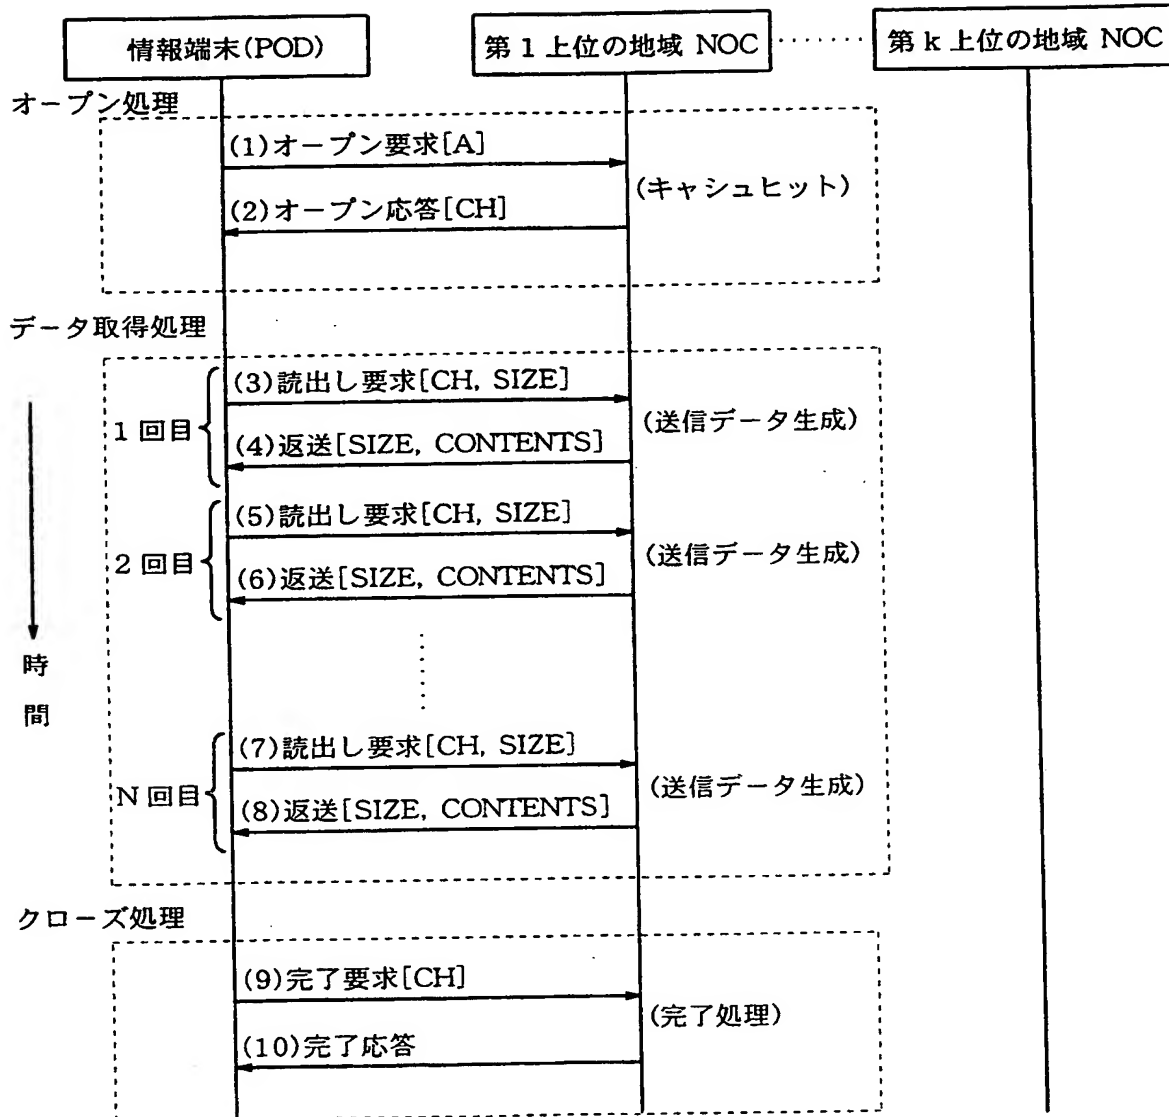 情報端末(POD)
第1上位の地域 NOC
第k上位の地域 NOC
オープン処理
(1)オープン要求[A]
(キャシュヒット)
(2)オープン応答[CH]
データ取得処理
1回目
(3)読出し要求[CH, SIZE]
(送信データ生成)
(4)返送[SIZE, CONTENTS]
2回目
(5)読出し要求[CH, SIZE]
(送信データ生成)
(6)返送[SIZE, CONTENTS]
時
間
N回目
(7)読出し要求[CH, SIZE]
(送信データ生成)
(8)返送[SIZE, CONTENTS]
クローズ処理
(9)完了要求[CH]
(完了処理)
(10)完了応答